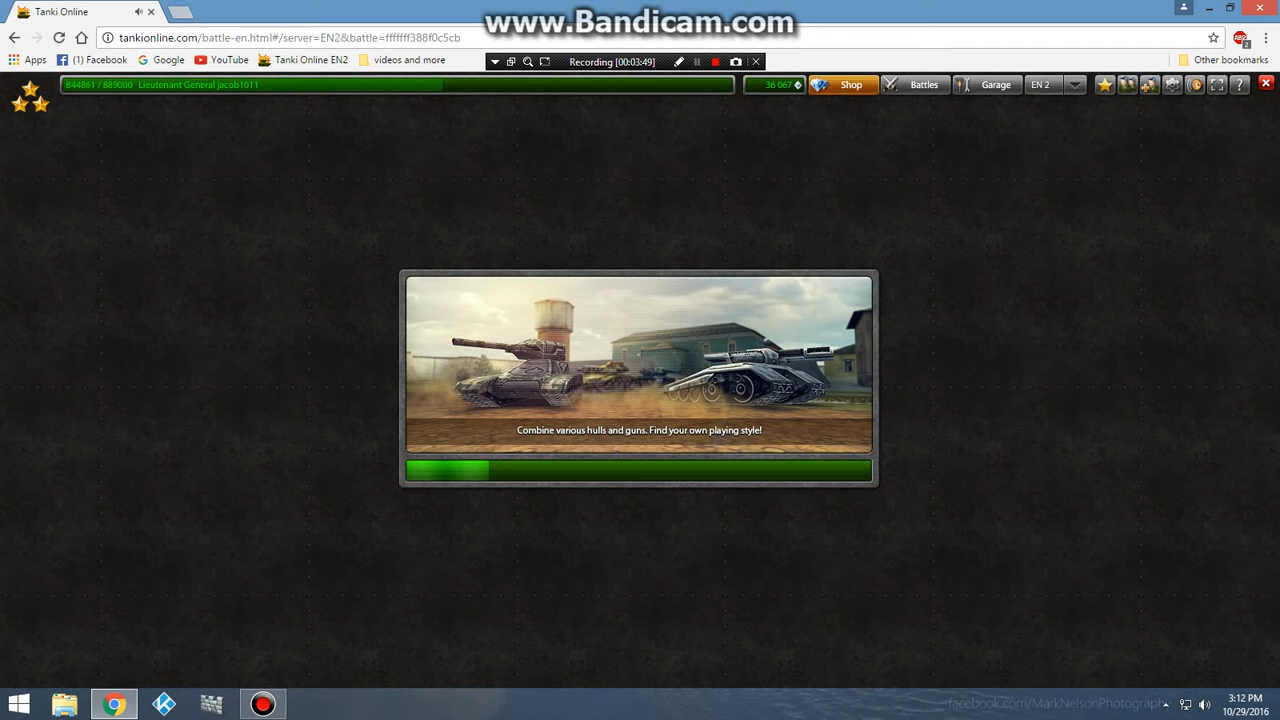 www.Bandicam.com
Tanki Online
tankionline.com/battle-en.html#/server=EN2&battle=fffffff388f0c5cb
Apps (1) Facebook Google YouTube Tanki Online EN2 videos and more
Recording [00:03:49]
Other bookmarks
844861 / 889000 Lieutenant General jacob1011
36 067
Shop
Battles
Garage
EN 2
?
Combine various hulls and guns. Find your own playing style!
facebook.com/MarkNelsonPhotograph
3:12 PM
10/29/2016